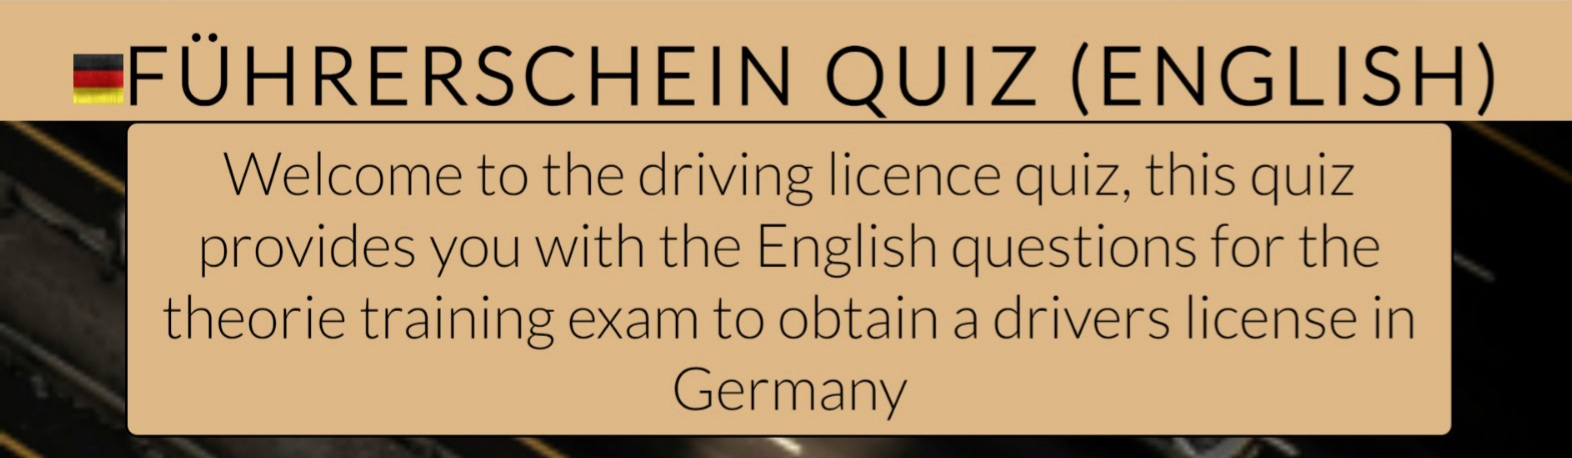 FÜHRERSCHEIN QUIZ (ENGLISH)
Welcome to the driving licence quiz, this quiz
provides you with the English questions for the
theorie training exam to obtain a drivers license in
Germany